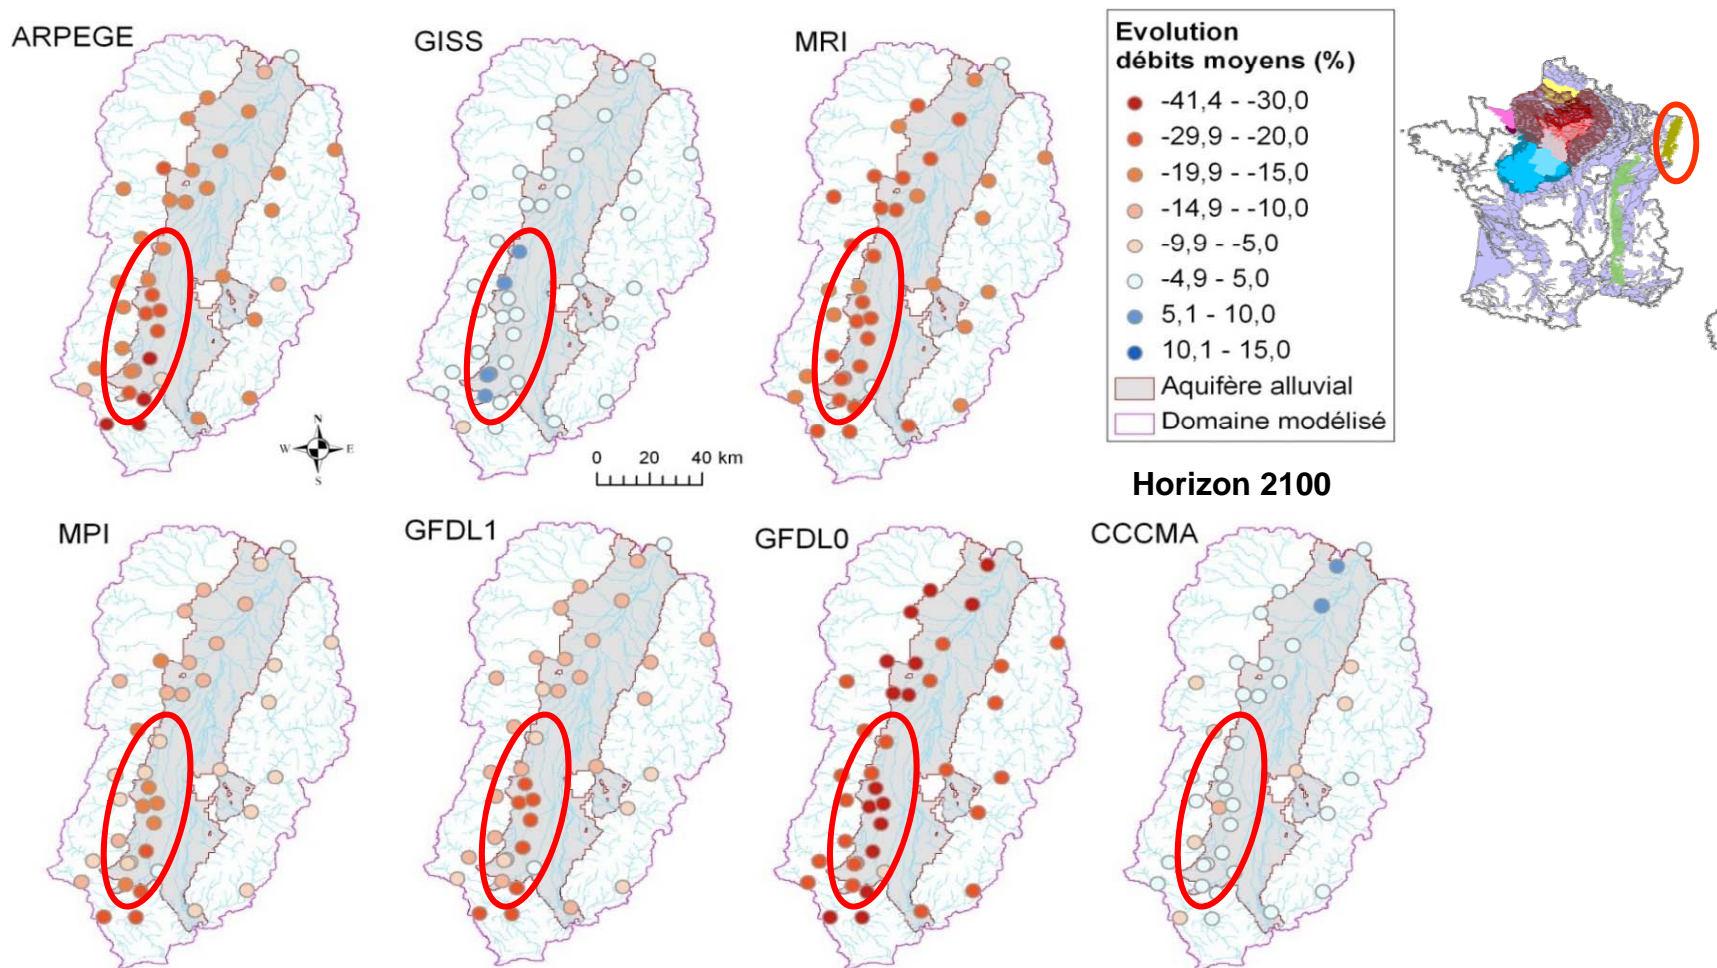 ARPEGE
GISS
MRI
Evolution
débits moyens (%)
-41,4 - -30,0
-29,9 - -20,0
-19,9 - -15,0
-14,9 - -10,0
-9,9 - -5,0
-4,9 - 5,0
5,1 - 10,0
10,1 - 15,0
Aquifère alluvial
Domaine modélisé
N
W E
S
0 20 40 km
Horizon 2100
MPI
GFDL1
GFDL0
CCCMA